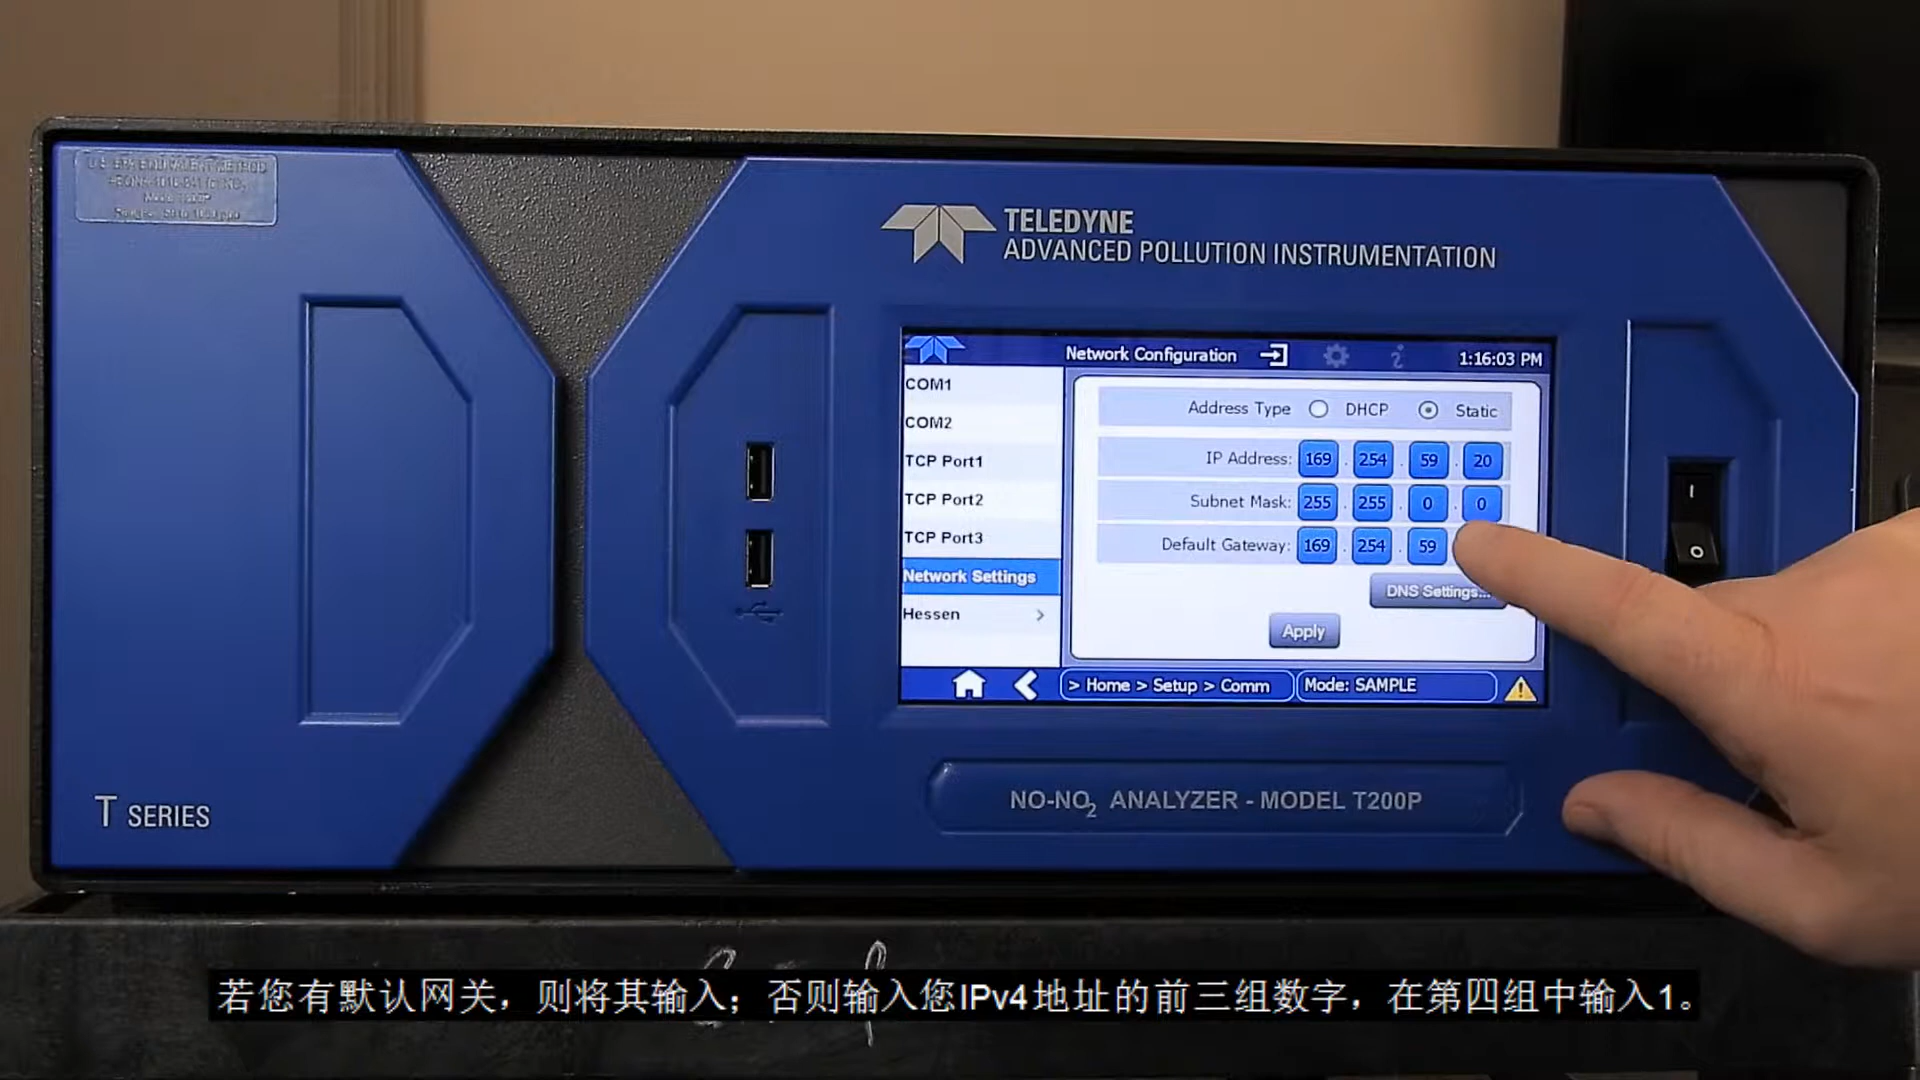 U.S. EPA EQUIVALENT METHOD
TELEDYNE
ADVANCED POLLUTION INSTRUMENTATION
Network Configuration
1:16:03 PM
COM1
COM2
TCP Port1
TCP Port2
TCP Port3
Network Settings
Hessen >
Address Type DHCP Static
IP Address: 169 . 254 . 59 . 20
Subnet Mask: 255 . 255 . 0 . 0
Default Gateway: 169 . 254 . 59
DNS Settings...
Apply
> Home > Setup > Comm
Mode: SAMPLE
T SERIES
NO-NO2 ANALYZER - MODEL T200P
若您有默认网关，则将其输入；否则输入您IPv4地址的前三组数字，在第四组中输入1。